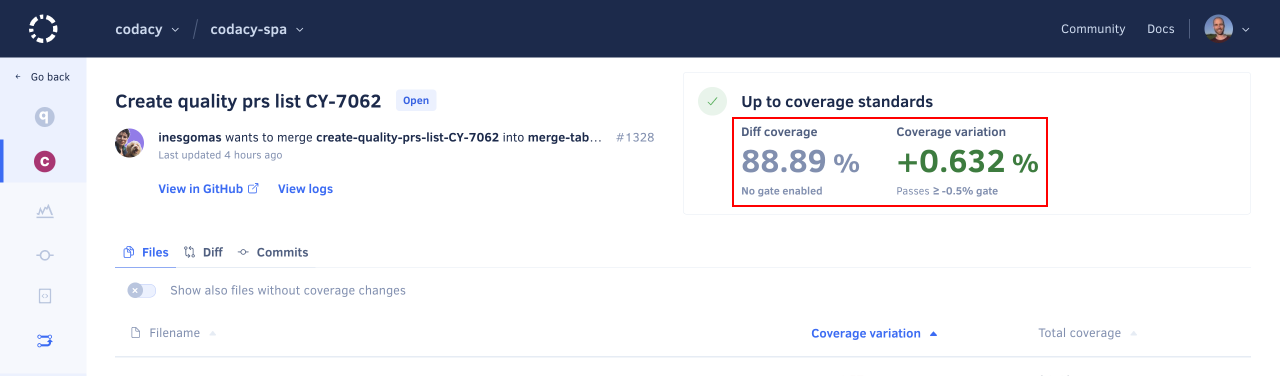 codacy codacy-spa Community Docs
Go back
Create quality prs list CY-7062 Open
inesgomas wants to merge create-quality-prs-list-CY-7062 into merge-tab… #1328
Last updated 4 hours ago
View in GitHub View logs
Up to coverage standards
Diff coverage Coverage variation
88.89 % +0.632 %
No gate enabled Passes ≥ -0.5% gate
q
C
Files Diff Commits
Show also files without coverage changes
Filename Coverage variation Total coverage